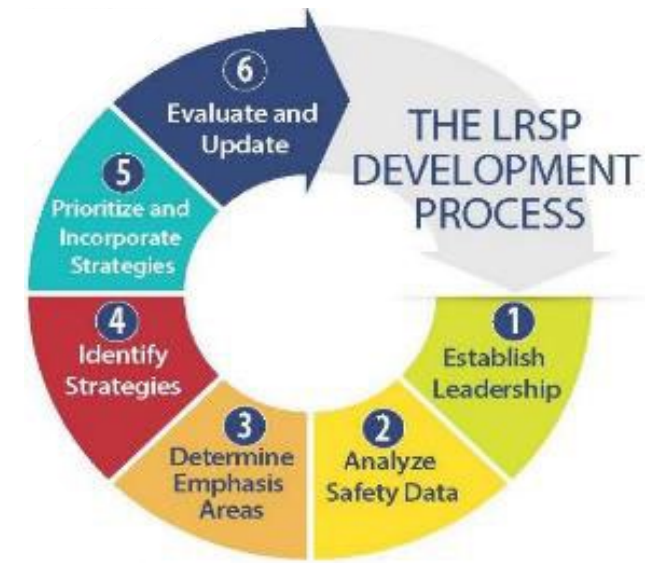 THE LRSP
DEVELOPMENT
PROCESS
1
Establish
Leadership
2
Analyze
Safety Data
3
Determine
Emphasis
Areas
4
Identify
Strategies
5
Prioritize and
Incorporate
Strategies
6
Evaluate and
Update